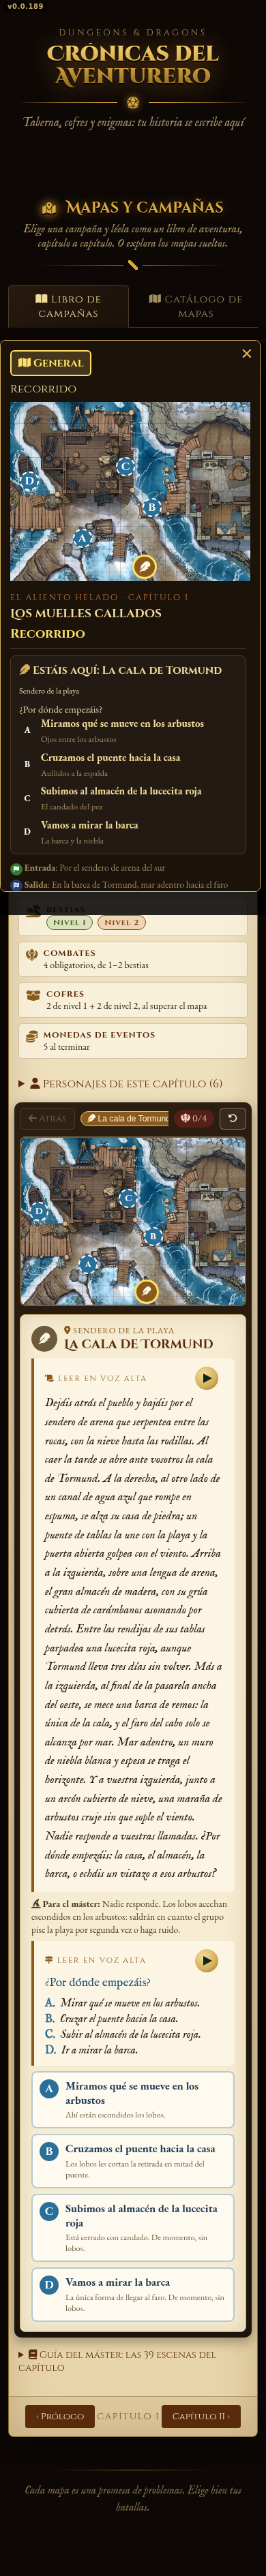 v0.0.189
DUNGEONS & DRAGONS
CRÓNICAS DEL
AVENTURERO
Taberna, cofres y enigmas: tu historia se escribe aquí
MAPAS Y CAMPAÑAS
Elige una campaña y léela como un libro de aventuras,
capítulo a capítulo. O explora los mapas sueltos.
LIBRO DE
CAMPAÑAS
CATÁLOGO DE
MAPAS
GENERAL
RECORRIDO
D
C
B
A
EL ALIENTO HELADO · CAPÍTULO I
LOS MUELLES CALLADOS
RECORRIDO
ESTÁIS AQUÍ: LA CALA DE TORMUND
Sendero de la playa
¿Por dónde empezáis?
A Miramos qué se mueve en los arbustos
Ojos entre los arbustos
B Cruzamos el puente hacia la casa
Aullidos a la espalda
C Subimos al almacén de la lucecita roja
El candado del pez
D Vamos a mirar la barca
La barca y la niebla
Entrada: Por el sendero de arena del sur
Salida: En la barca de Tormund, mar adentro hacia el faro
BESTIAS
NIVEL 1 NIVEL 2
COMBATES
4 obligatorios, de 1–2 bestias
COFRES
2 de nivel 1 + 2 de nivel 2, al superar el mapa
MONEDAS DE EVENTOS
5 al terminar
PERSONAJES DE ESTE CAPÍTULO (6)
ATRÁS La cala de Tormund 0/4
D
C
B
A
SENDERO DE LA PLAYA
LA CALA DE TORMUND
LEER EN VOZ ALTA
Dejáis atrás el pueblo y bajáis por el
sendero de arena que serpentea entre las
rocas, con la nieve hasta las rodillas. Al
caer la tarde se abre ante vosotros la cala
de Tormund. A la derecha, al otro lado de
un canal de agua azul que rompe en
espuma, se alza su casa de piedra; un
puente de tablas la une con la playa y la
puerta abierta golpea con el viento. Arriba
a la izquierda, sobre una lengua de arena,
el gran almacén de madera, con su grúa
cubierta de carámbanos asomando por
detrás. Entre las rendijas de sus tablas
parpadea una lucecita roja, aunque
Tormund lleva tres días sin volver. Más a
la izquierda, al final de la pasarela ancha
del oeste, se mece una barca de remos: la
única de la cala, y el faro del cabo solo se
alcanza por mar. Mar adentro, un muro
de niebla blanca y espesa se traga el
horizonte. Y a vuestra izquierda, junto a
un arcón cubierto de nieve, una maraña de
arbustos cruje sin que sople el viento.
Nadie responde a vuestras llamadas. ¿Por
dónde empezáis: la casa, el almacén, la
barca, o echáis un vistazo a esos arbustos?
Para el máster: Nadie responde. Los lobos acechan
escondidos en los arbustos: saldrán en cuanto el grupo
pise la playa por segunda vez o haga ruido.
LEER EN VOZ ALTA
¿Por dónde empezáis?
A. Mirar qué se mueve en los arbustos.
B. Cruzar el puente hacia la casa.
C. Subir al almacén de la lucecita roja.
D. Ir a mirar la barca.
A Miramos qué se mueve en los
arbustos
Ahí están escondidos los lobos.
B Cruzamos el puente hacia la casa
Los lobos les cortan la retirada en mitad del
puente.
C Subimos al almacén de la lucecita
roja
Está cerrado con candado. De momento, sin
lobos.
D Vamos a mirar la barca
La única forma de llegar al faro. De momento, sin
lobos.
GUÍA DEL MÁSTER: LAS 39 ESCENAS DEL
CAPÍTULO
‹ PRÓLOGO CAPÍTULO I CAPÍTULO II ›
Cada mapa es una promesa de problemas. Elige bien tus
batallas.